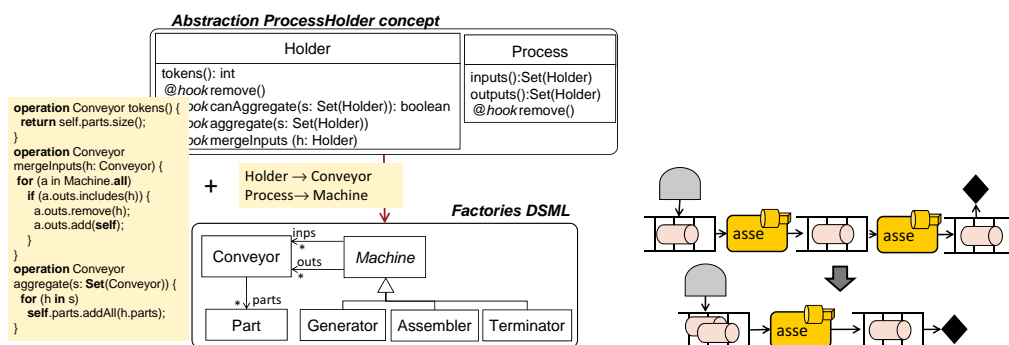 Abstraction ProcessHolder concept
Holder
tokens(): int
@hook remove()
ook canAggregate(s: Set(Holder)): boolean
ook aggregate(s: Set(Holder))
ook mergeInputs (h: Holder)
Process
inputs():Set(Holder)
outputs():Set(Holder)
@hook remove()
operation Conveyor tokens() {
return self.parts.size();
}
operation Conveyor
mergeInputs(h: Conveyor) {
for (a in Machine.all)
if (a.outs.includes(h)) {
a.outs.remove(h);
a.outs.add(self);
}
}
operation Conveyor
aggregate(s: Set(Conveyor)) {
for (h in s)
self.parts.addAll(h.parts);
}
+
Holder → Conveyor
Process→ Machine
Factories DSML
Conveyor
inps
*
outs
*
Machine
* parts
Part
Generator
Assembler
Terminator
asse
asse
asse